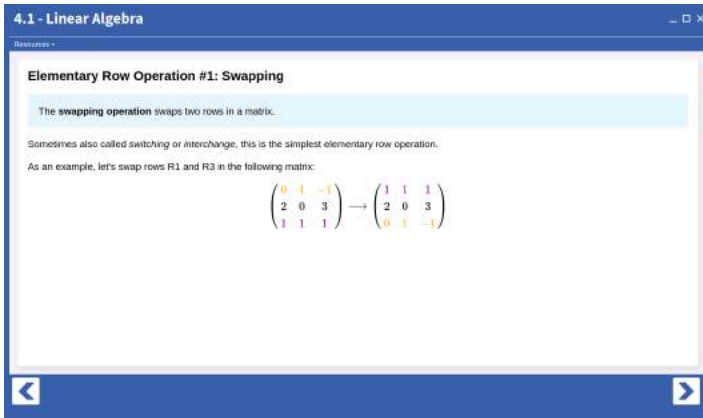 4.1 - Linear Algebra
Resources
Elementary Row Operation #1: Swapping
The swapping operation swaps two rows in a matrix.
Sometimes also called switching or interchange, this is the simplest elementary row operation.
As an example, let's swap rows R1 and R3 in the following matrix:
0 1 −1 1 1 1
2 0 3 ⟶ 2 0 3
1 1 1 0 1 −1